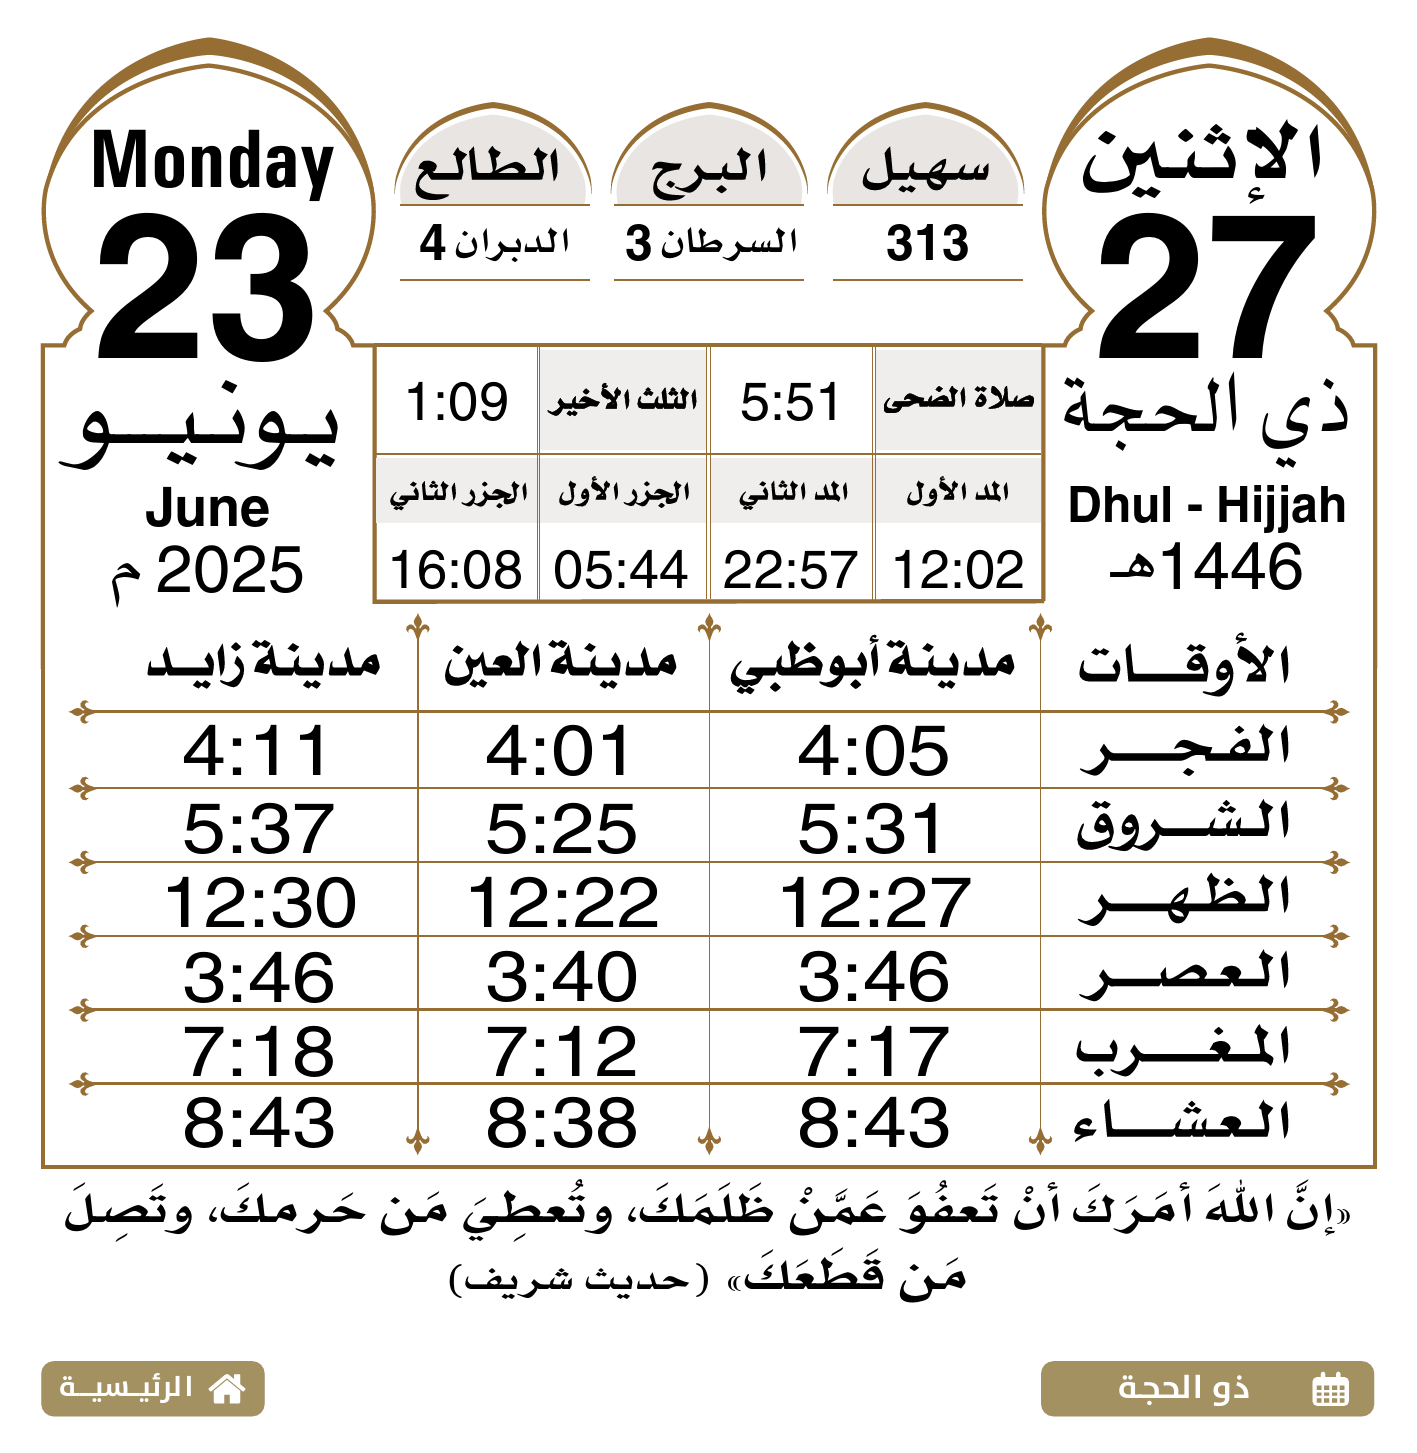 الإثنين
27
ذي الحجة
Dhul - Hijjah
1446هـ
سهيل
313
البرج
السرطان 3
الطالع
الدبران 4
Monday
23
يونيو
June
2025 م
صلاة الضحى 5:51 الثلث الأخير 1:09
المد الأول المد الثاني الجزر الأول الجزر الثاني
12:02 22:57 05:44 16:08
الأوقات مدينة أبوظبي مدينة العين مدينة زايد
الفجر 4:05 4:01 4:11
الشروق 5:31 5:25 5:37
الظهر 12:27 12:22 12:30
العصر 3:46 3:40 3:46
المغرب 7:17 7:12 7:18
العشاء 8:43 8:38 8:43
«إنَّ اللهَ أمَرَكَ أنْ تَعفُوَ عَمَّنْ ظَلَمَكَ، وتُعطِيَ مَن حَرمكَ، وتَصِلَ
مَن قَطَعَكَ» (حديث شريف)
ذو الحجة
الرئيسية